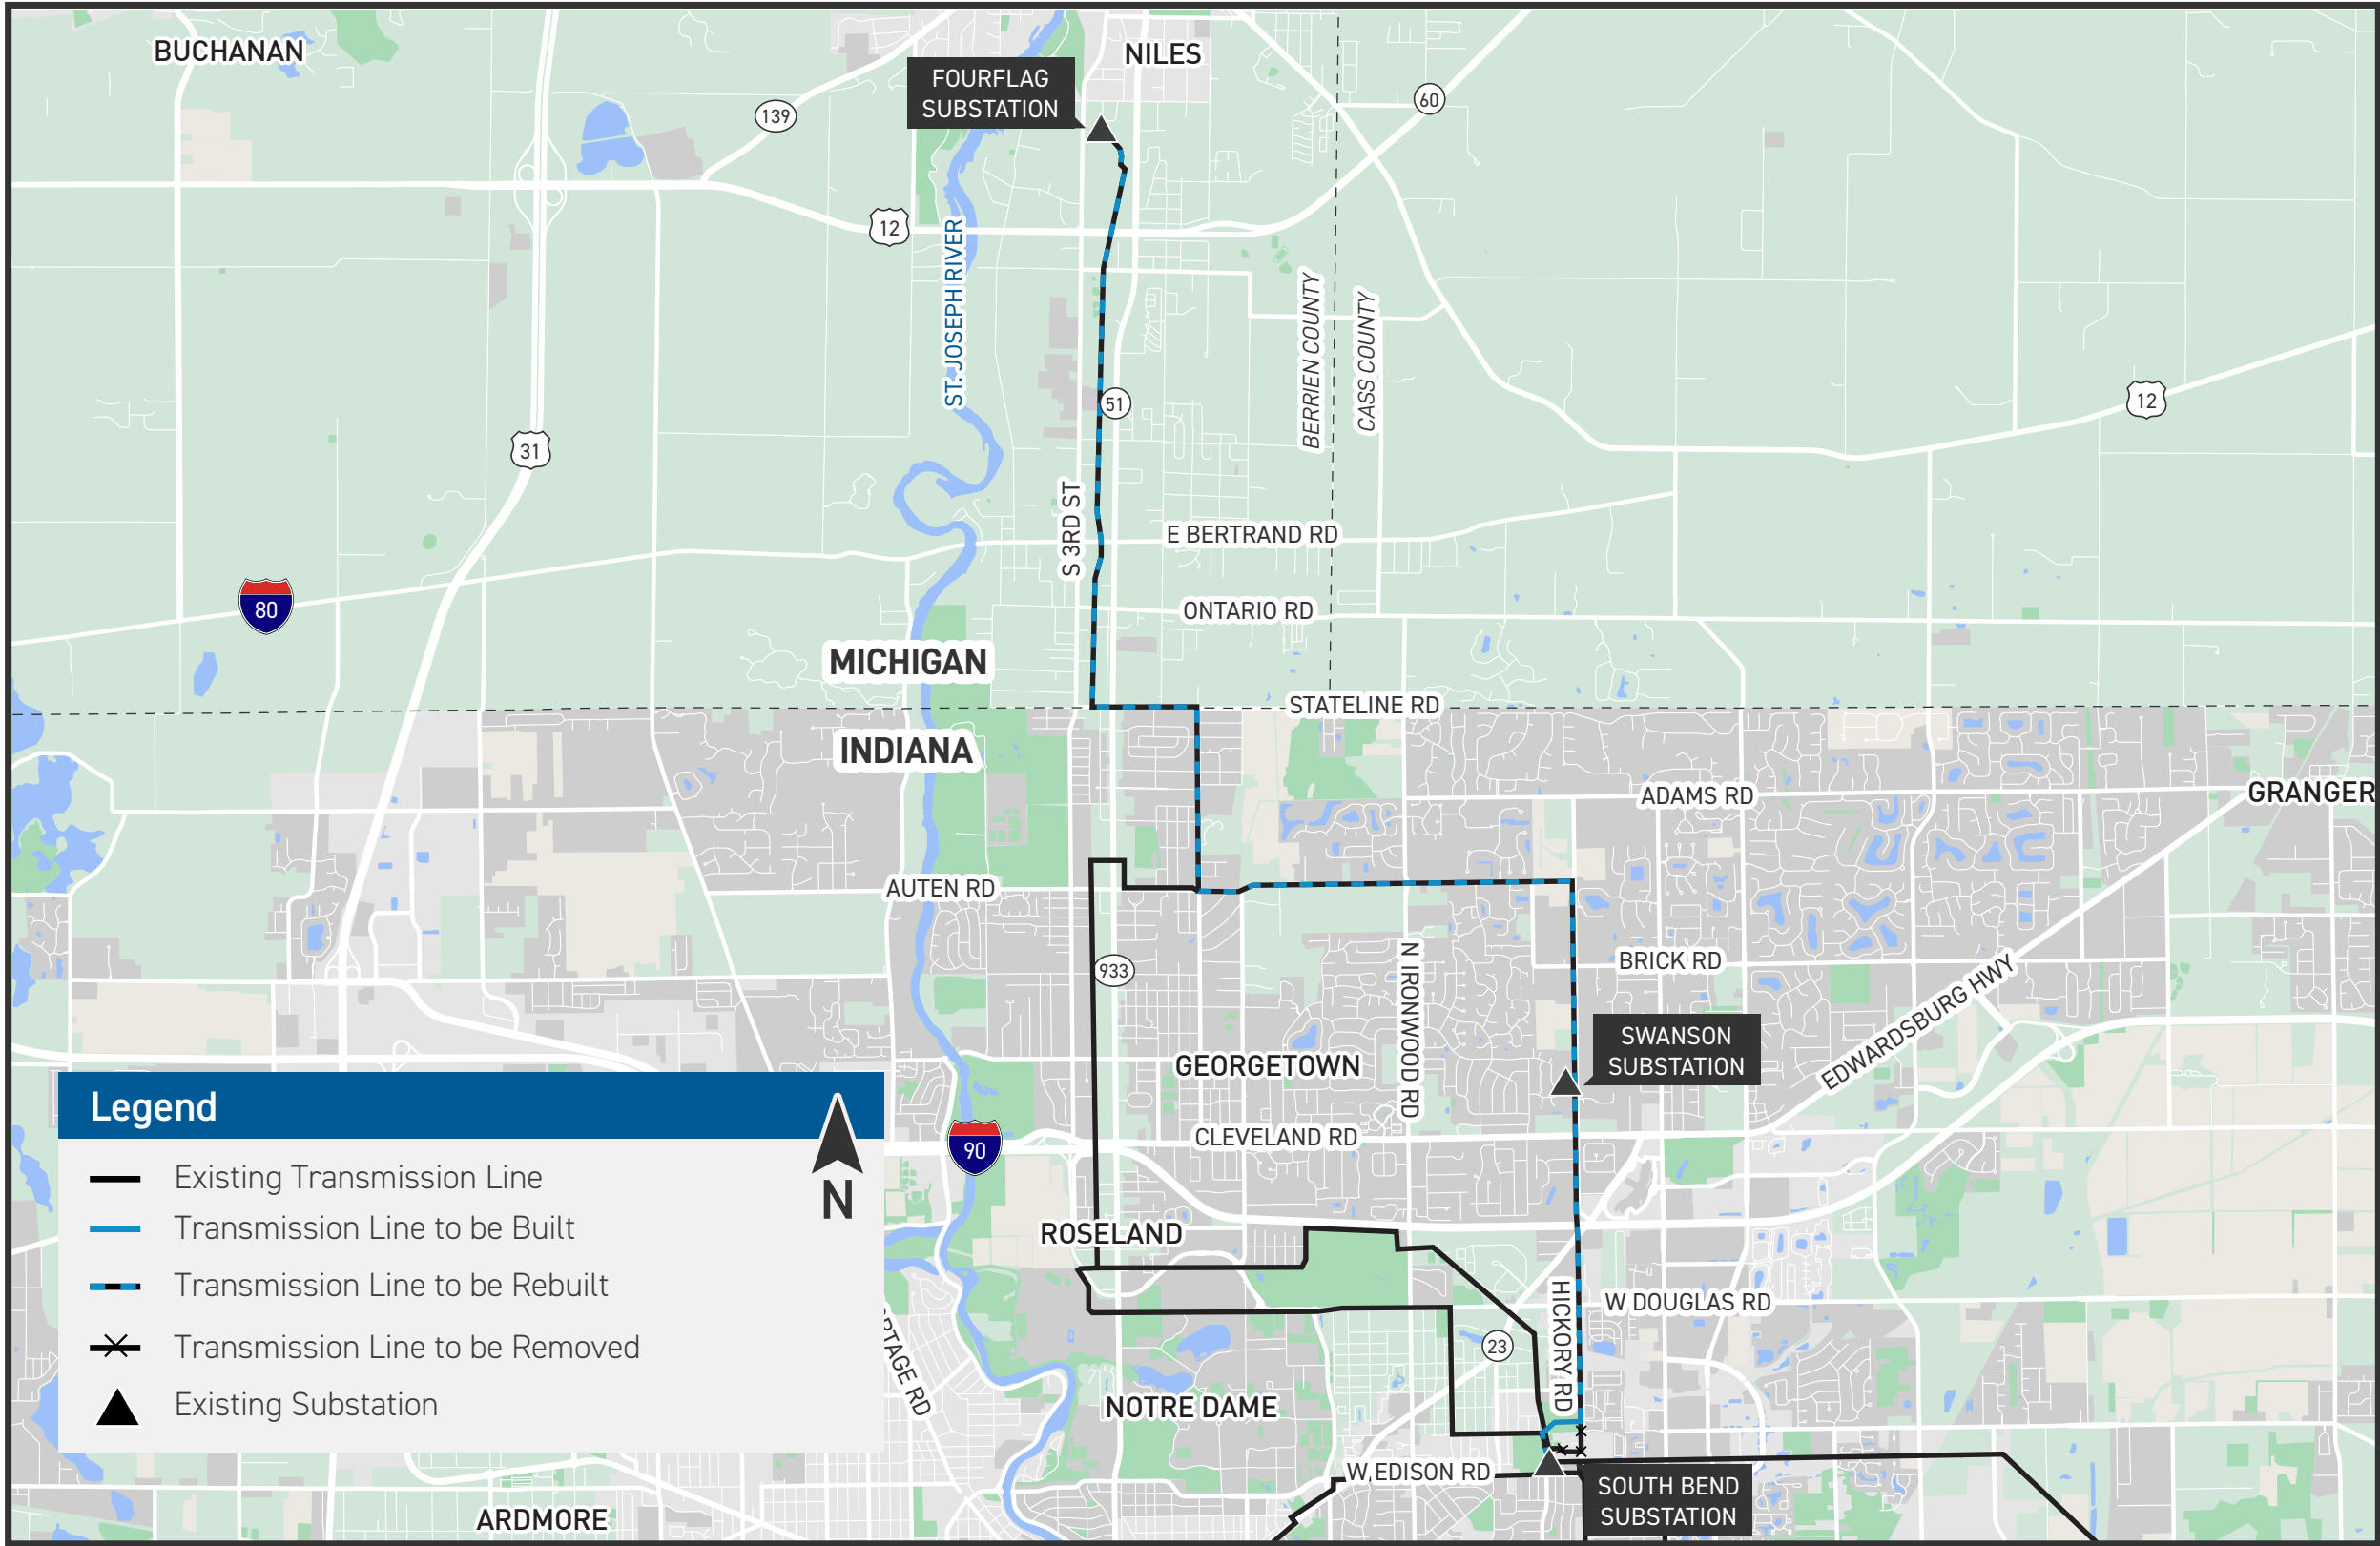 BUCHANAN
NILES
FOURFLAG
SUBSTATION
139
60
12
ST. JOSEPH RIVER
BERRIEN COUNTY
CASS COUNTY
12
51
31
S 3RD ST
E BERTRAND RD
80
ONTARIO RD
MICHIGAN
STATELINE RD
INDIANA
ADAMS RD
GRANGER
AUTEN RD
933
N IRONWOOD RD
BRICK RD
EDWARDSBURG HWY
SWANSON
SUBSTATION
GEORGETOWN
CLEVELAND RD
90
ROSELAND
HICKORY RD
W DOUGLAS RD
23
NOTRE DAME
W EDISON RD
SOUTH BEND
SUBSTATION
ARDMORE
Legend
N
Existing Transmission Line
Transmission Line to be Built
Transmission Line to be Rebuilt
Transmission Line to be Removed
Existing Substation